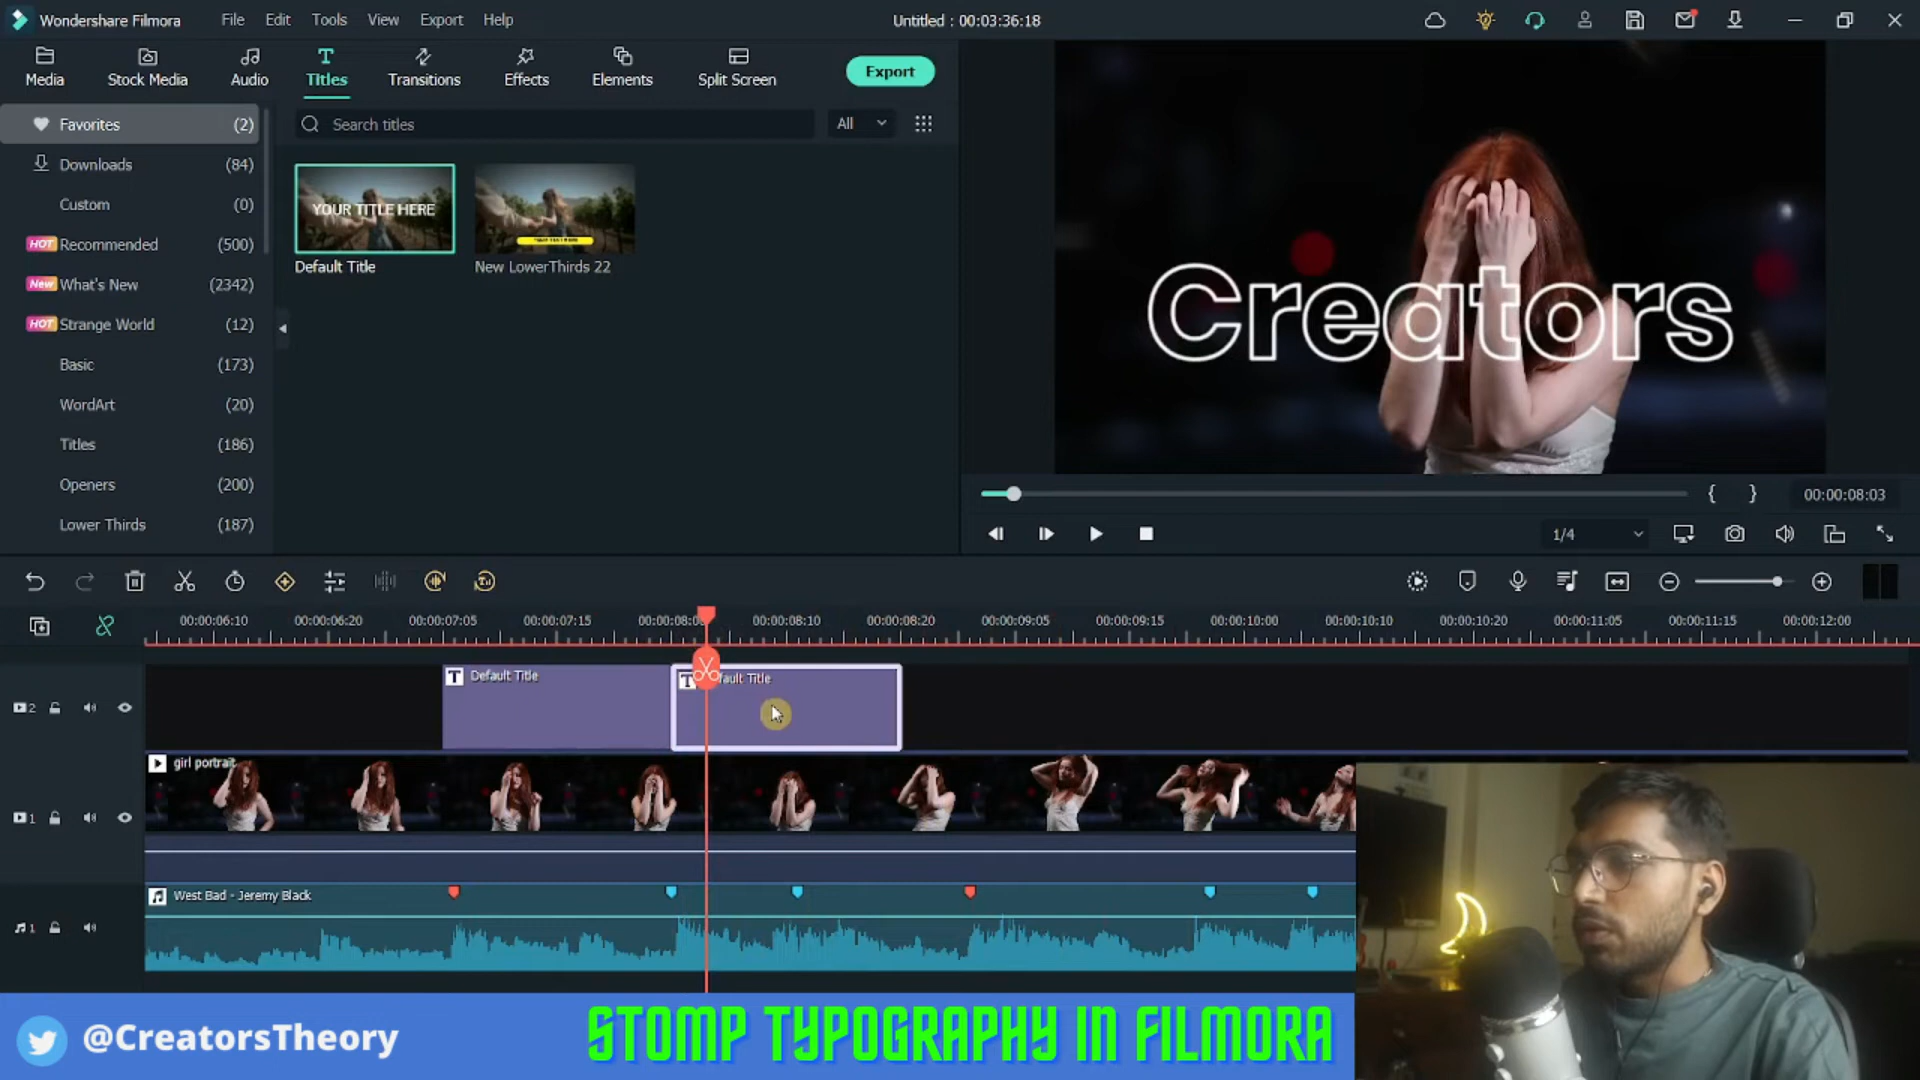 Wondershare Filmora
File Edit Tools View Export Help
Untitled : 00:03:36:18
Media
Stock Media
Audio
Titles
Transitions
Effects
Elements
Split Screen
Export
Favorites (2)
Downloads (84)
Custom (0)
HOT Recommended (500)
New What's New (2342)
HOT Strange World (12)
Basic (173)
WordArt (20)
Titles (186)
Openers (200)
Lower Thirds (187)
Search titles
All
YOUR TITLE HERE
Default Title
New LowerThirds 22
Creators
00:00:08:03
1/4
00:00:06:10 00:00:06:20 00:00:07:05 00:00:07:15 00:00:08:10 00:00:08:20 00:00:09:05 00:00:09:15 00:00:10:00 00:00:10:10 00:00:10:20 00:00:11:05 00:00:11:15 00:00:12:00
2
T Default Title
T fault Title
1
girl portrait
1
West Bad - Jeremy Black
@CreatorsTheory
STOMP TYPOGRAPHY IN FILMORA